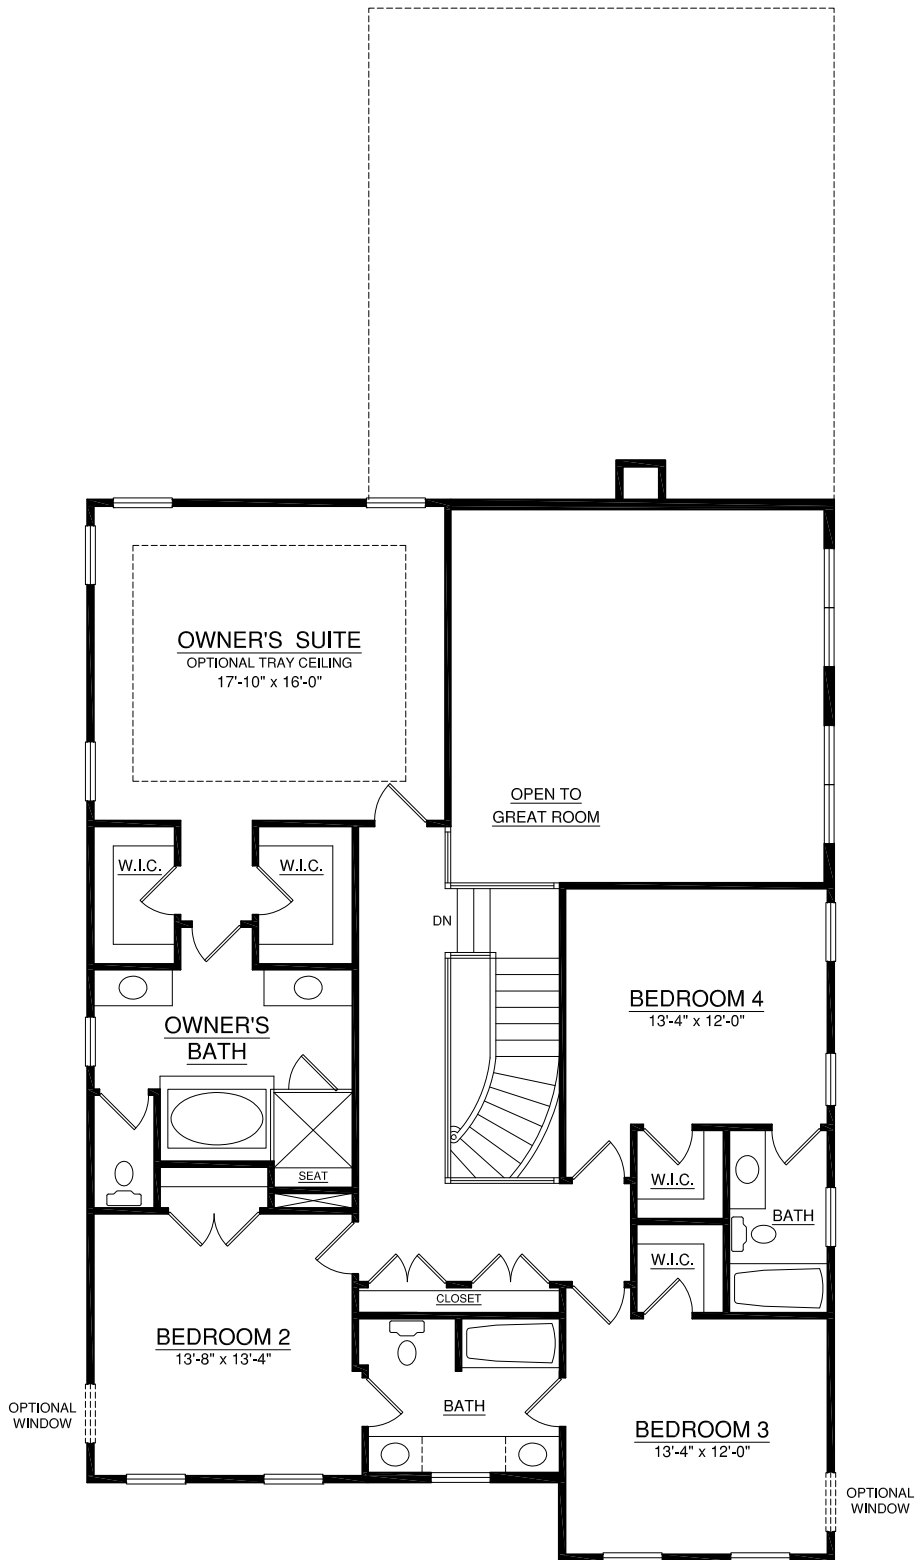 OWNER'S SUITE
OPTIONAL TRAY CEILING
17'-10" x 16'-0"
OPEN TO
GREAT ROOM
W.I.C.
W.I.C.
DN
BEDROOM 4
13'-4" x 12'-0"
OWNER'S
BATH
SEAT
W.I.C.
BATH
W.I.C.
CLOSET
BEDROOM 2
13'-8" x 13'-4"
OPTIONAL
WINDOW
BATH
BEDROOM 3
13'-4" x 12'-0"
OPTIONAL
WINDOW